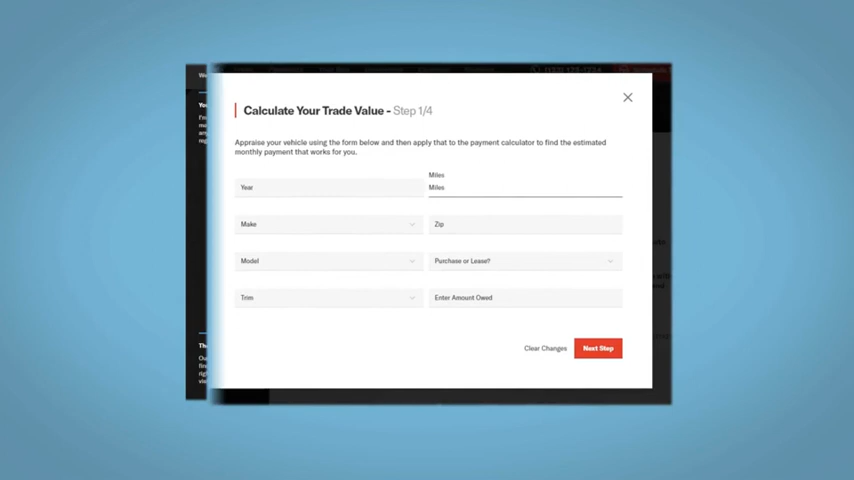 Calculate Your Trade Value - Step 1/4
Appraise your vehicle using the form below and then apply that to the payment calculator to find the estimated
monthly payment that works for you.
Miles
Year
Miles
Make
Zip
Model
Purchase or Lease?
Trim
Enter Amount Owed
Clear Changes
Next Step